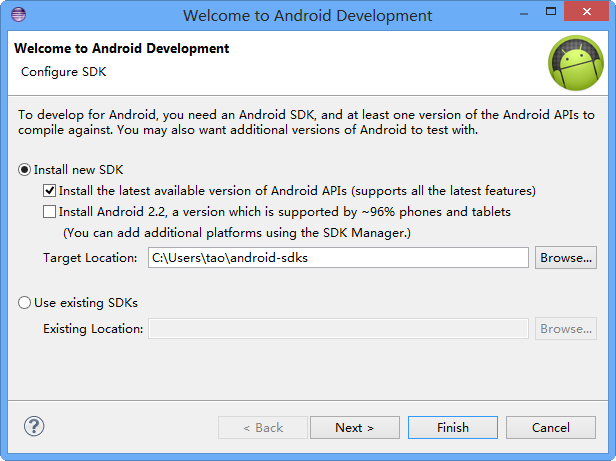 Welcome to Android Development
Welcome to Android Development
Configure SDK
To develop for Android, you need an Android SDK, and at least one version of the Android APIs to
compile against. You may also want additional versions of Android to test with.
Install new SDK
Install the latest available version of Android APIs (supports all the latest features)
Install Android 2.2, a version which is supported by ~96% phones and tablets
(You can add additional platforms using the SDK Manager.)
Target Location: C:\Users\tao\android-sdks Browse...
Use existing SDKs
Existing Location: Browse...
? < Back Next > Finish Cancel